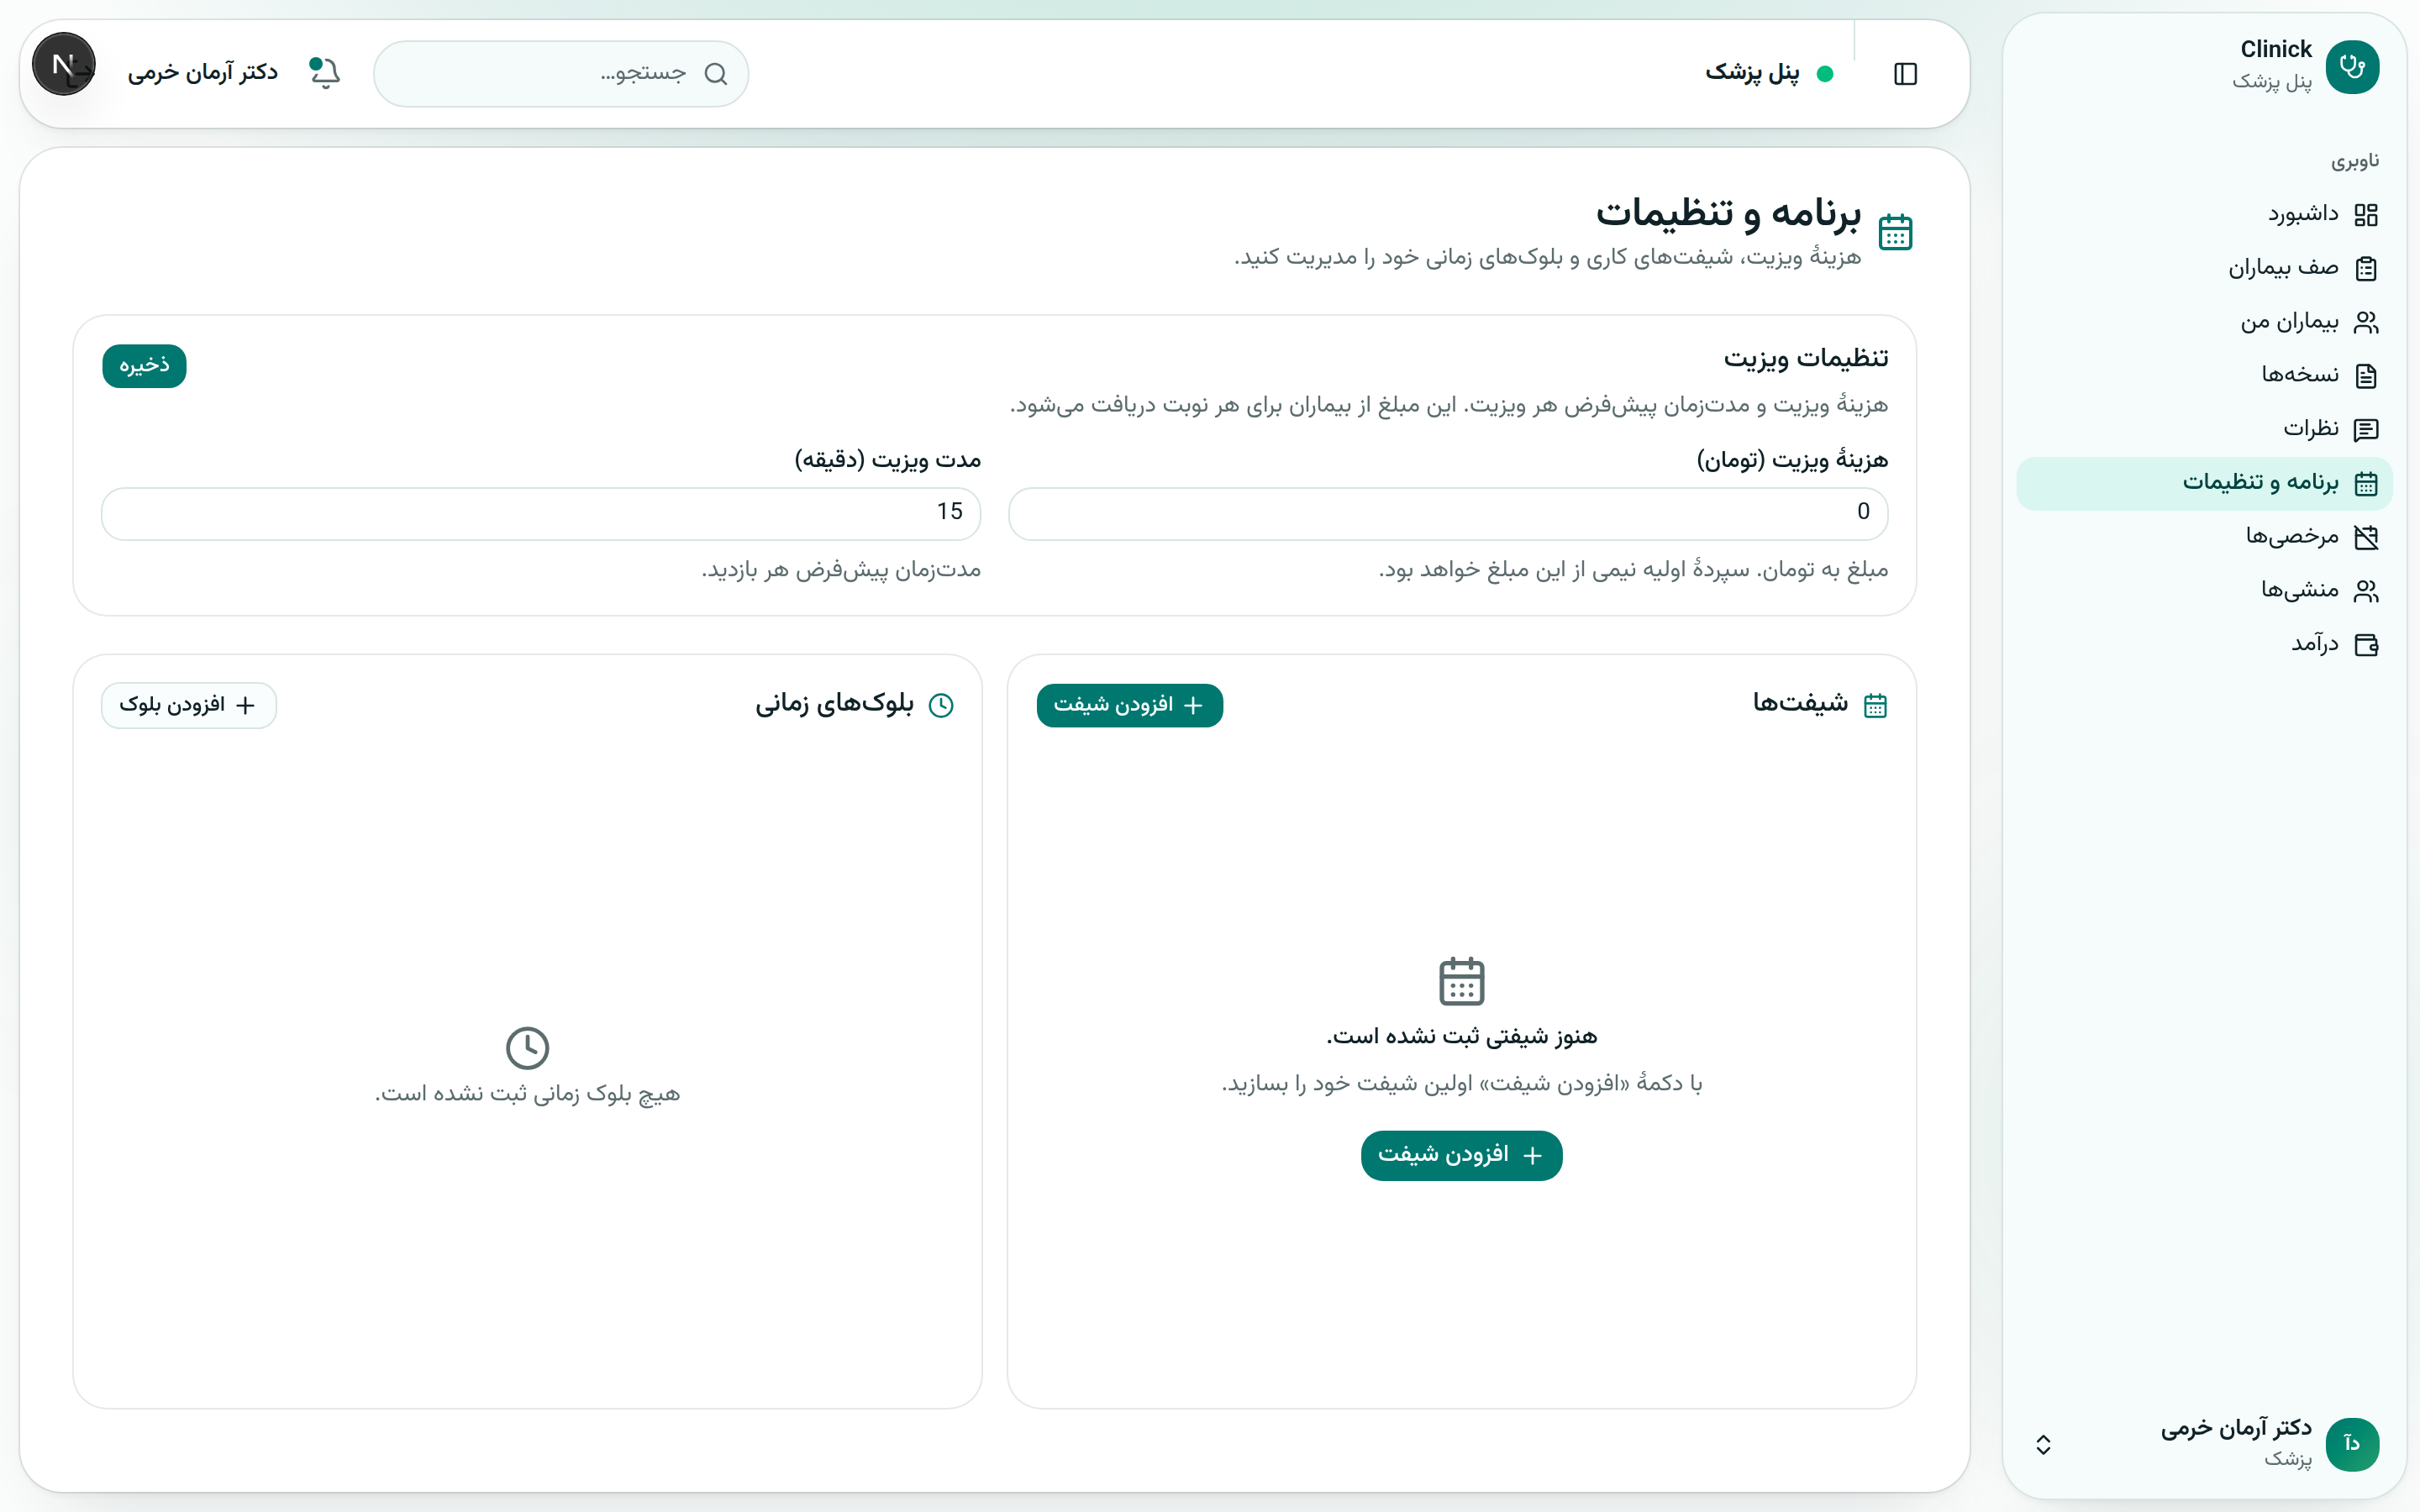 Clinick
پنل پزشک
ناوبری
داشبورد
صف بیماران
بیماران من
نسخه‌ها
نظرات
برنامه و تنظیمات
مرخصی‌ها
منشی‌ها
درآمد
دآ
دکتر آرمان خرمی
پزشک
پنل پزشک
جستجو...
دکتر آرمان خرمی
N
برنامه و تنظیمات
هزینهٔ ویزیت، شیفت‌های کاری و بلوک‌های زمانی خود را مدیریت کنید.
تنظیمات ویزیت
ذخیره
هزینهٔ ویزیت و مدت‌زمان پیش‌فرض هر ویزیت. این مبلغ از بیماران برای هر نوبت دریافت می‌شود.
هزینهٔ ویزیت (تومان)
0
مبلغ به تومان. سپردهٔ اولیه نیمی از این مبلغ خواهد بود.
مدت ویزیت (دقیقه)
15
مدت‌زمان پیش‌فرض هر بازدید.
شیفت‌ها
افزودن شیفت
هنوز شیفتی ثبت نشده است.
با دکمهٔ «افزودن شیفت» اولین شیفت خود را بسازید.
افزودن شیفت
بلوک‌های زمانی
افزودن بلوک
هیچ بلوک زمانی ثبت نشده است.